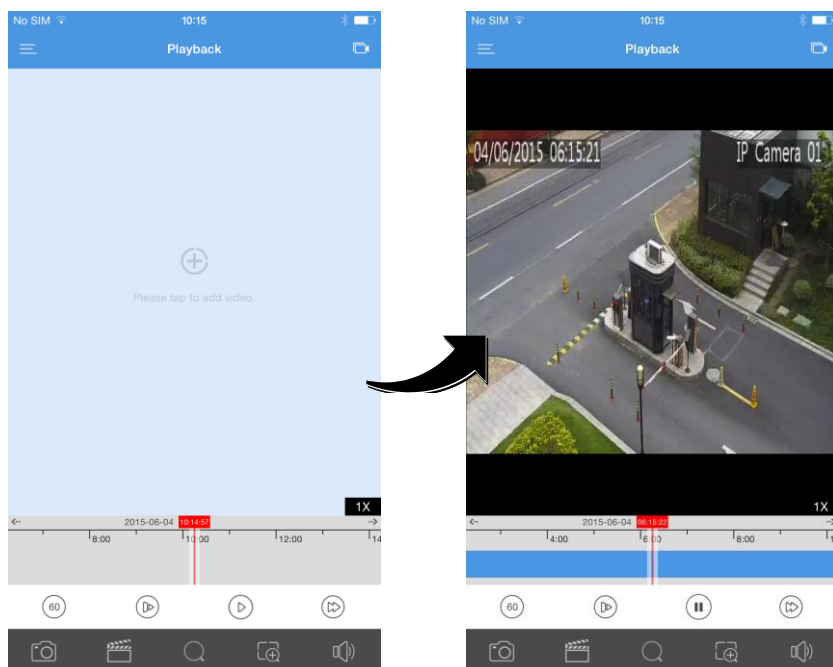 No SIM 10:15
Playback
Please tap to add video.
1X
<-- 2015-06-04 10:14:57 -->
8:00 10:00 12:00 14
60
No SIM 10:15
Playback
04/06/2015 06:15:21 IP Camera 01
1X
<-- 2015-06-04 06:15:22
4:00 6:00 8:00 1
60